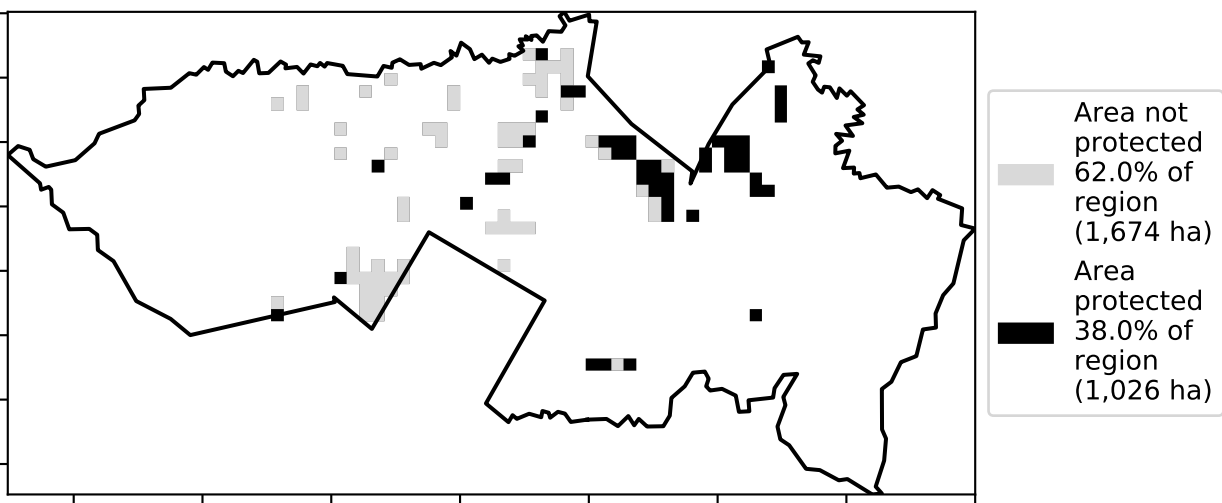 Area not
protected
62.0% of
region
(1,674 ha)
Area
protected
38.0% of
region
(1,026 ha)